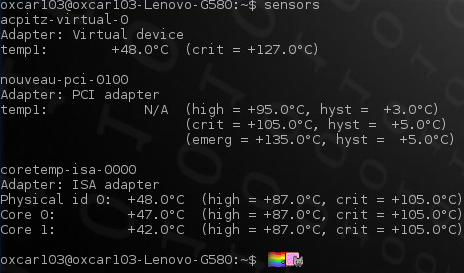 oxcar103@oxcar103-Lenovo-G580:~$ sensors
acpitz-virtual-0
Adapter: Virtual device
temp1:        +48.0°C  (crit = +127.0°C)

nouveau-pci-0100
Adapter: PCI adapter
temp1:            N/A  (high = +95.0°C, hyst =  +3.0°C)
                       (crit = +105.0°C, hyst =  +5.0°C)
                       (emerg = +135.0°C, hyst =  +5.0°C)

coretemp-isa-0000
Adapter: ISA adapter
Physical id 0:  +48.0°C  (high = +87.0°C, crit = +105.0°C)
Core 0:         +47.0°C  (high = +87.0°C, crit = +105.0°C)
Core 1:         +42.0°C  (high = +87.0°C, crit = +105.0°C)

oxcar103@oxcar103-Lenovo-G580:~$